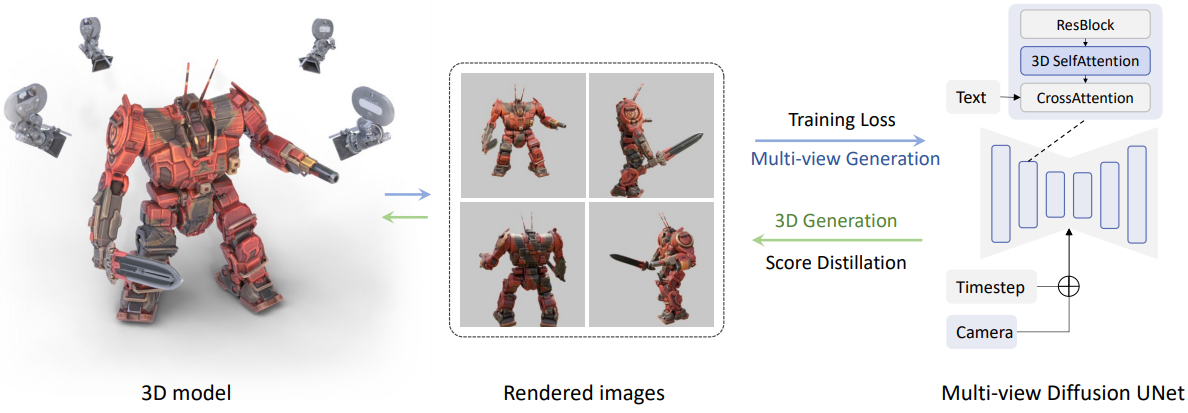 ResBlock
3D SelfAttention
Text
CrossAttention
Training Loss
Multi-view Generation
3D Generation
Score Distillation
Timestep
Camera
3D model
Rendered images
Multi-view Diffusion UNet